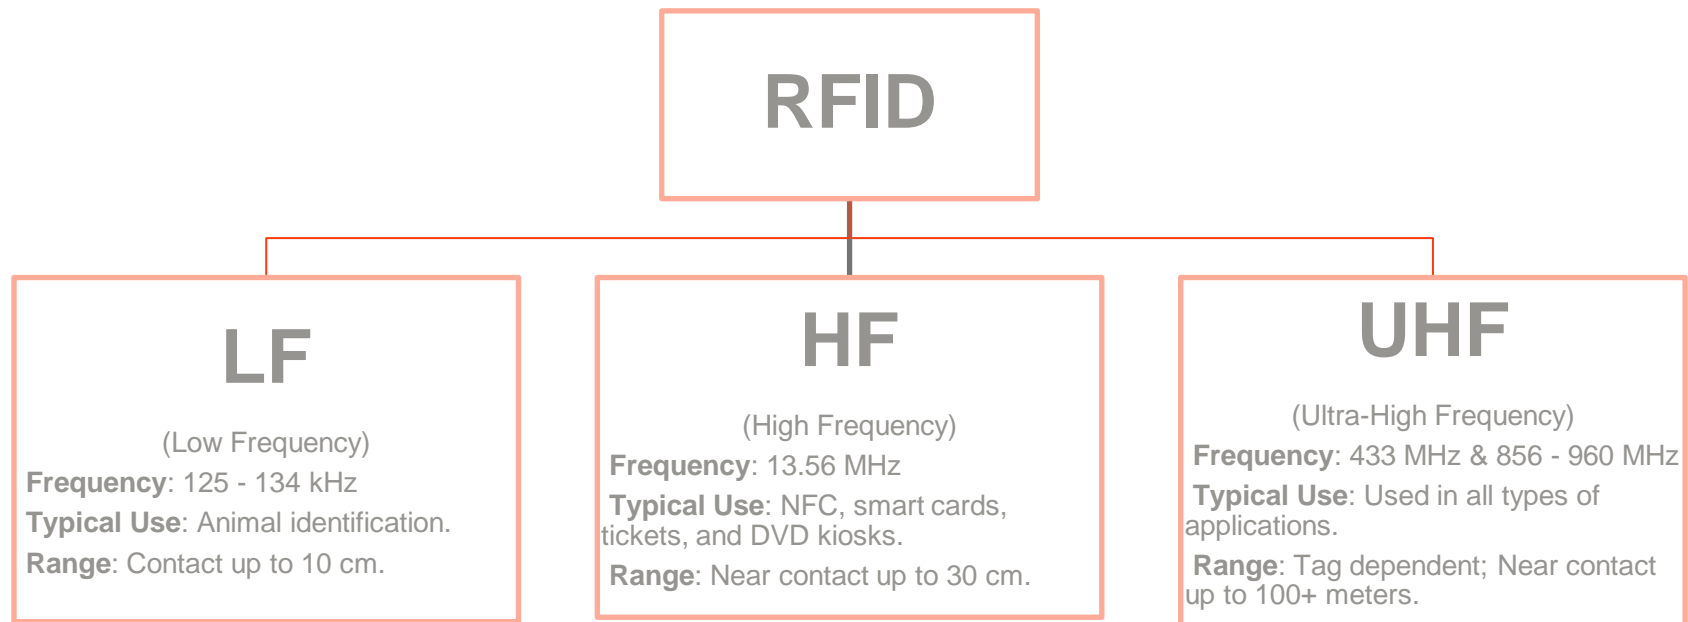 RFID
LF
(Low Frequency)
Frequency: 125 - 134 kHz
Typical Use: Animal identification.
Range: Contact up to 10 cm.
HF
(High Frequency)
Frequency: 13.56 MHz
Typical Use: NFC, smart cards,
tickets, and DVD kiosks.
Range: Near contact up to 30 cm.
UHF
(Ultra-High Frequency)
Frequency: 433 MHz & 856 - 960 MHz
Typical Use: Used in all types of
applications.
Range: Tag dependent; Near contact
up to 100+ meters.